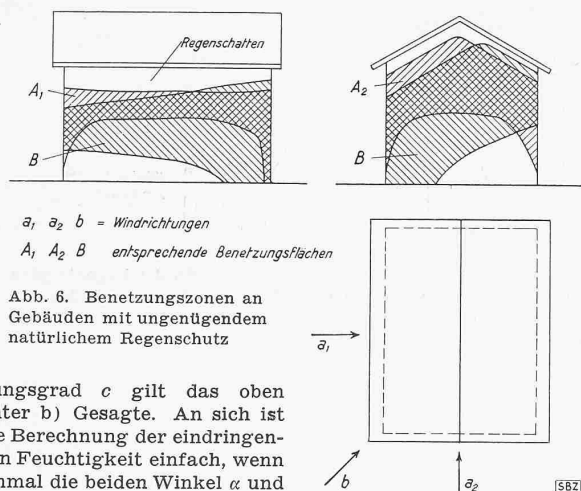 Regenschatten
A₁
B
A₂
B
a₁ a₂ b = Windrichtungen
A₁ A₂ B entsprechende Benetzungsflächen
Abb. 6. Benetzungszonen an
Gebäuden mit ungenügendem
natürlichem Regenschutz
a₁
b
a₂
SBZ
ungsgrad c gilt das oben
ter b) Gesagte. An sich ist
e Berechnung der eindringen-
n Feuchtigkeit einfach, wenn
mal die beiden Winkel α und